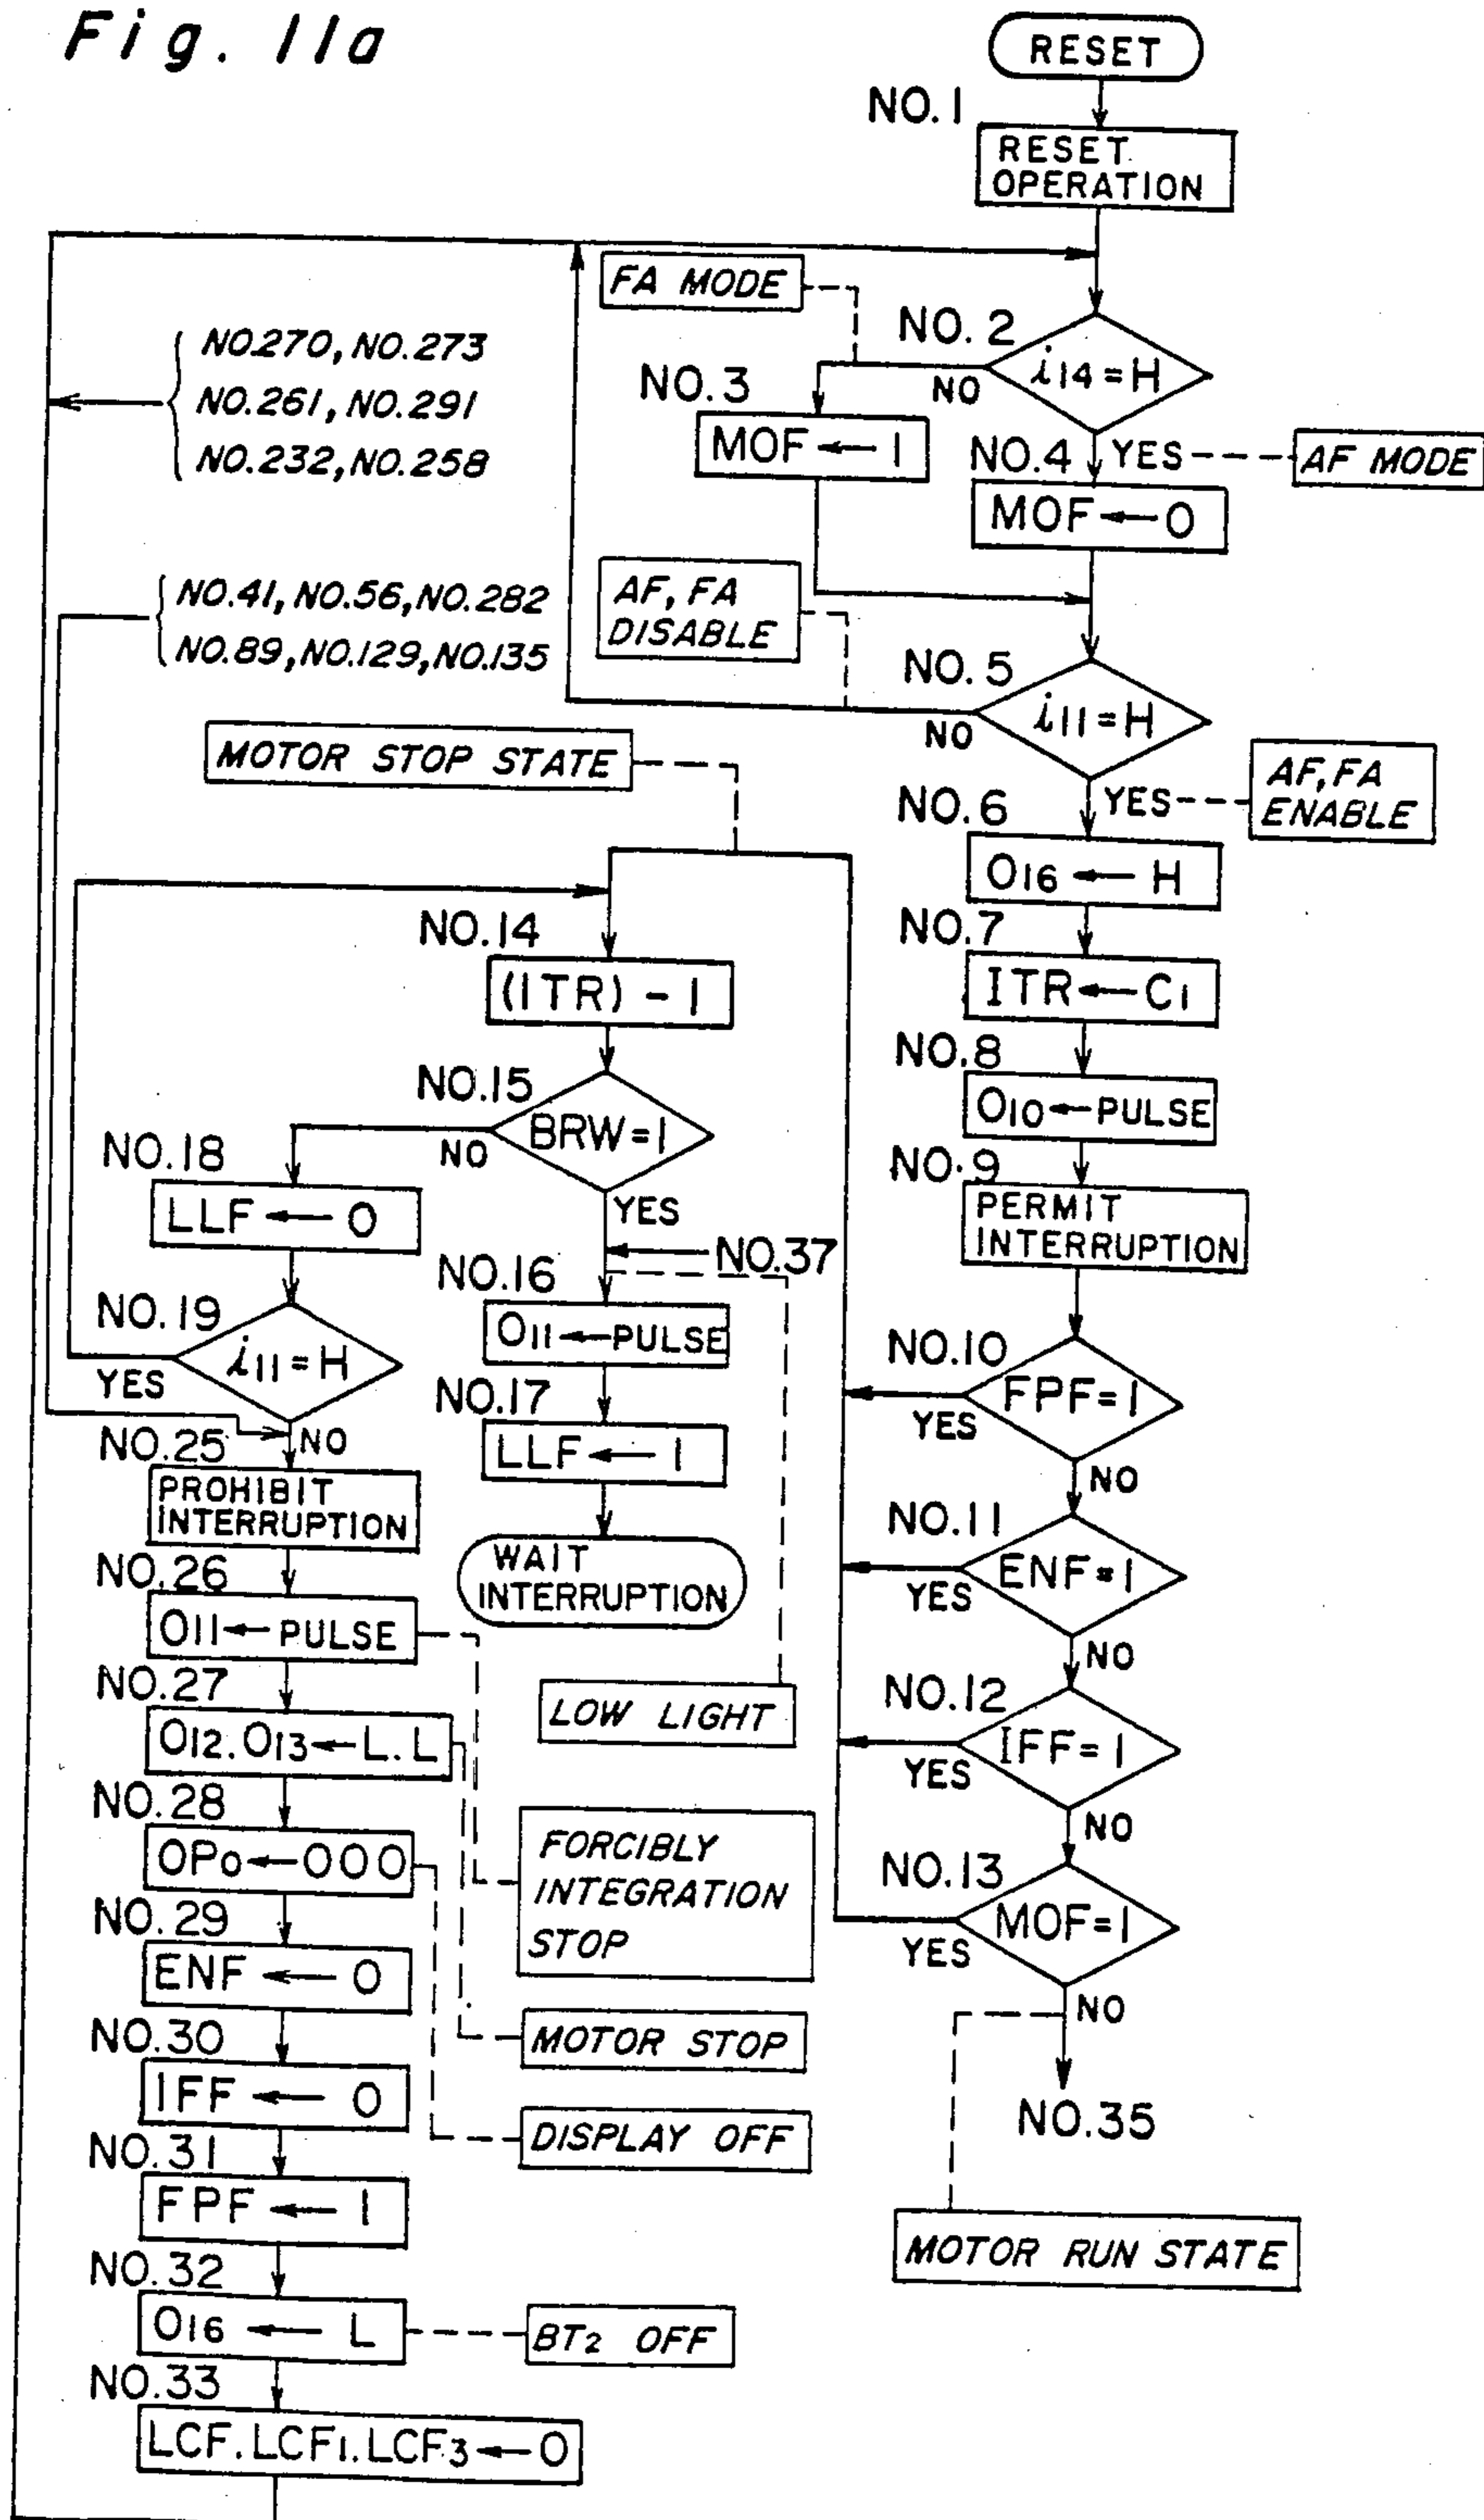 Fig. 11a
RESET
NO.1
RESET
OPERATION
FA MODE
NO.2
i14=H
NO
NO.3
MOF ← 1
NO.4
YES
AF MODE
MOF ← 0
NO.270, NO.273
NO.261, NO.291
NO.232, NO.258
NO.41, NO.56, NO.282
NO.89, NO.129, NO.135
AF, FA
DISABLE
NO.5
i11=H
NO
MOTOR STOP STATE
YES
AF, FA
ENABLE
NO.6
O16 ← H
NO.7
ITR ← C1
NO.8
O10 ← PULSE
NO.9
PERMIT
INTERRUPTION
NO.10
FPF=1
YES
NO
NO.11
ENF=1
YES
NO
NO.12
IFF=1
YES
NO
NO.13
MOF=1
YES
NO
NO.35
MOTOR RUN STATE
NO.14
(ITR) - 1
NO.15
BRW=1
NO
YES
NO.37
NO.16
O11 ← PULSE
NO.17
LLF ← 1
WAIT
INTERRUPTION
LOW LIGHT
NO.18
LLF ← 0
NO.19
i11=H
YES
NO
NO.25
PROHIBIT
INTERRUPTION
NO.26
O11 ← PULSE
NO.27
O12.O13 ← L.L
NO.28
OP0 ← 000
FORCIBLY
INTEGRATION
STOP
NO.29
ENF ← 0
MOTOR STOP
NO.30
IFF ← 0
DISPLAY OFF
NO.31
FPF ← 1
NO.32
O16 ← L
BT2 OFF
NO.33
LCF.LCF1.LCF3 ← 0